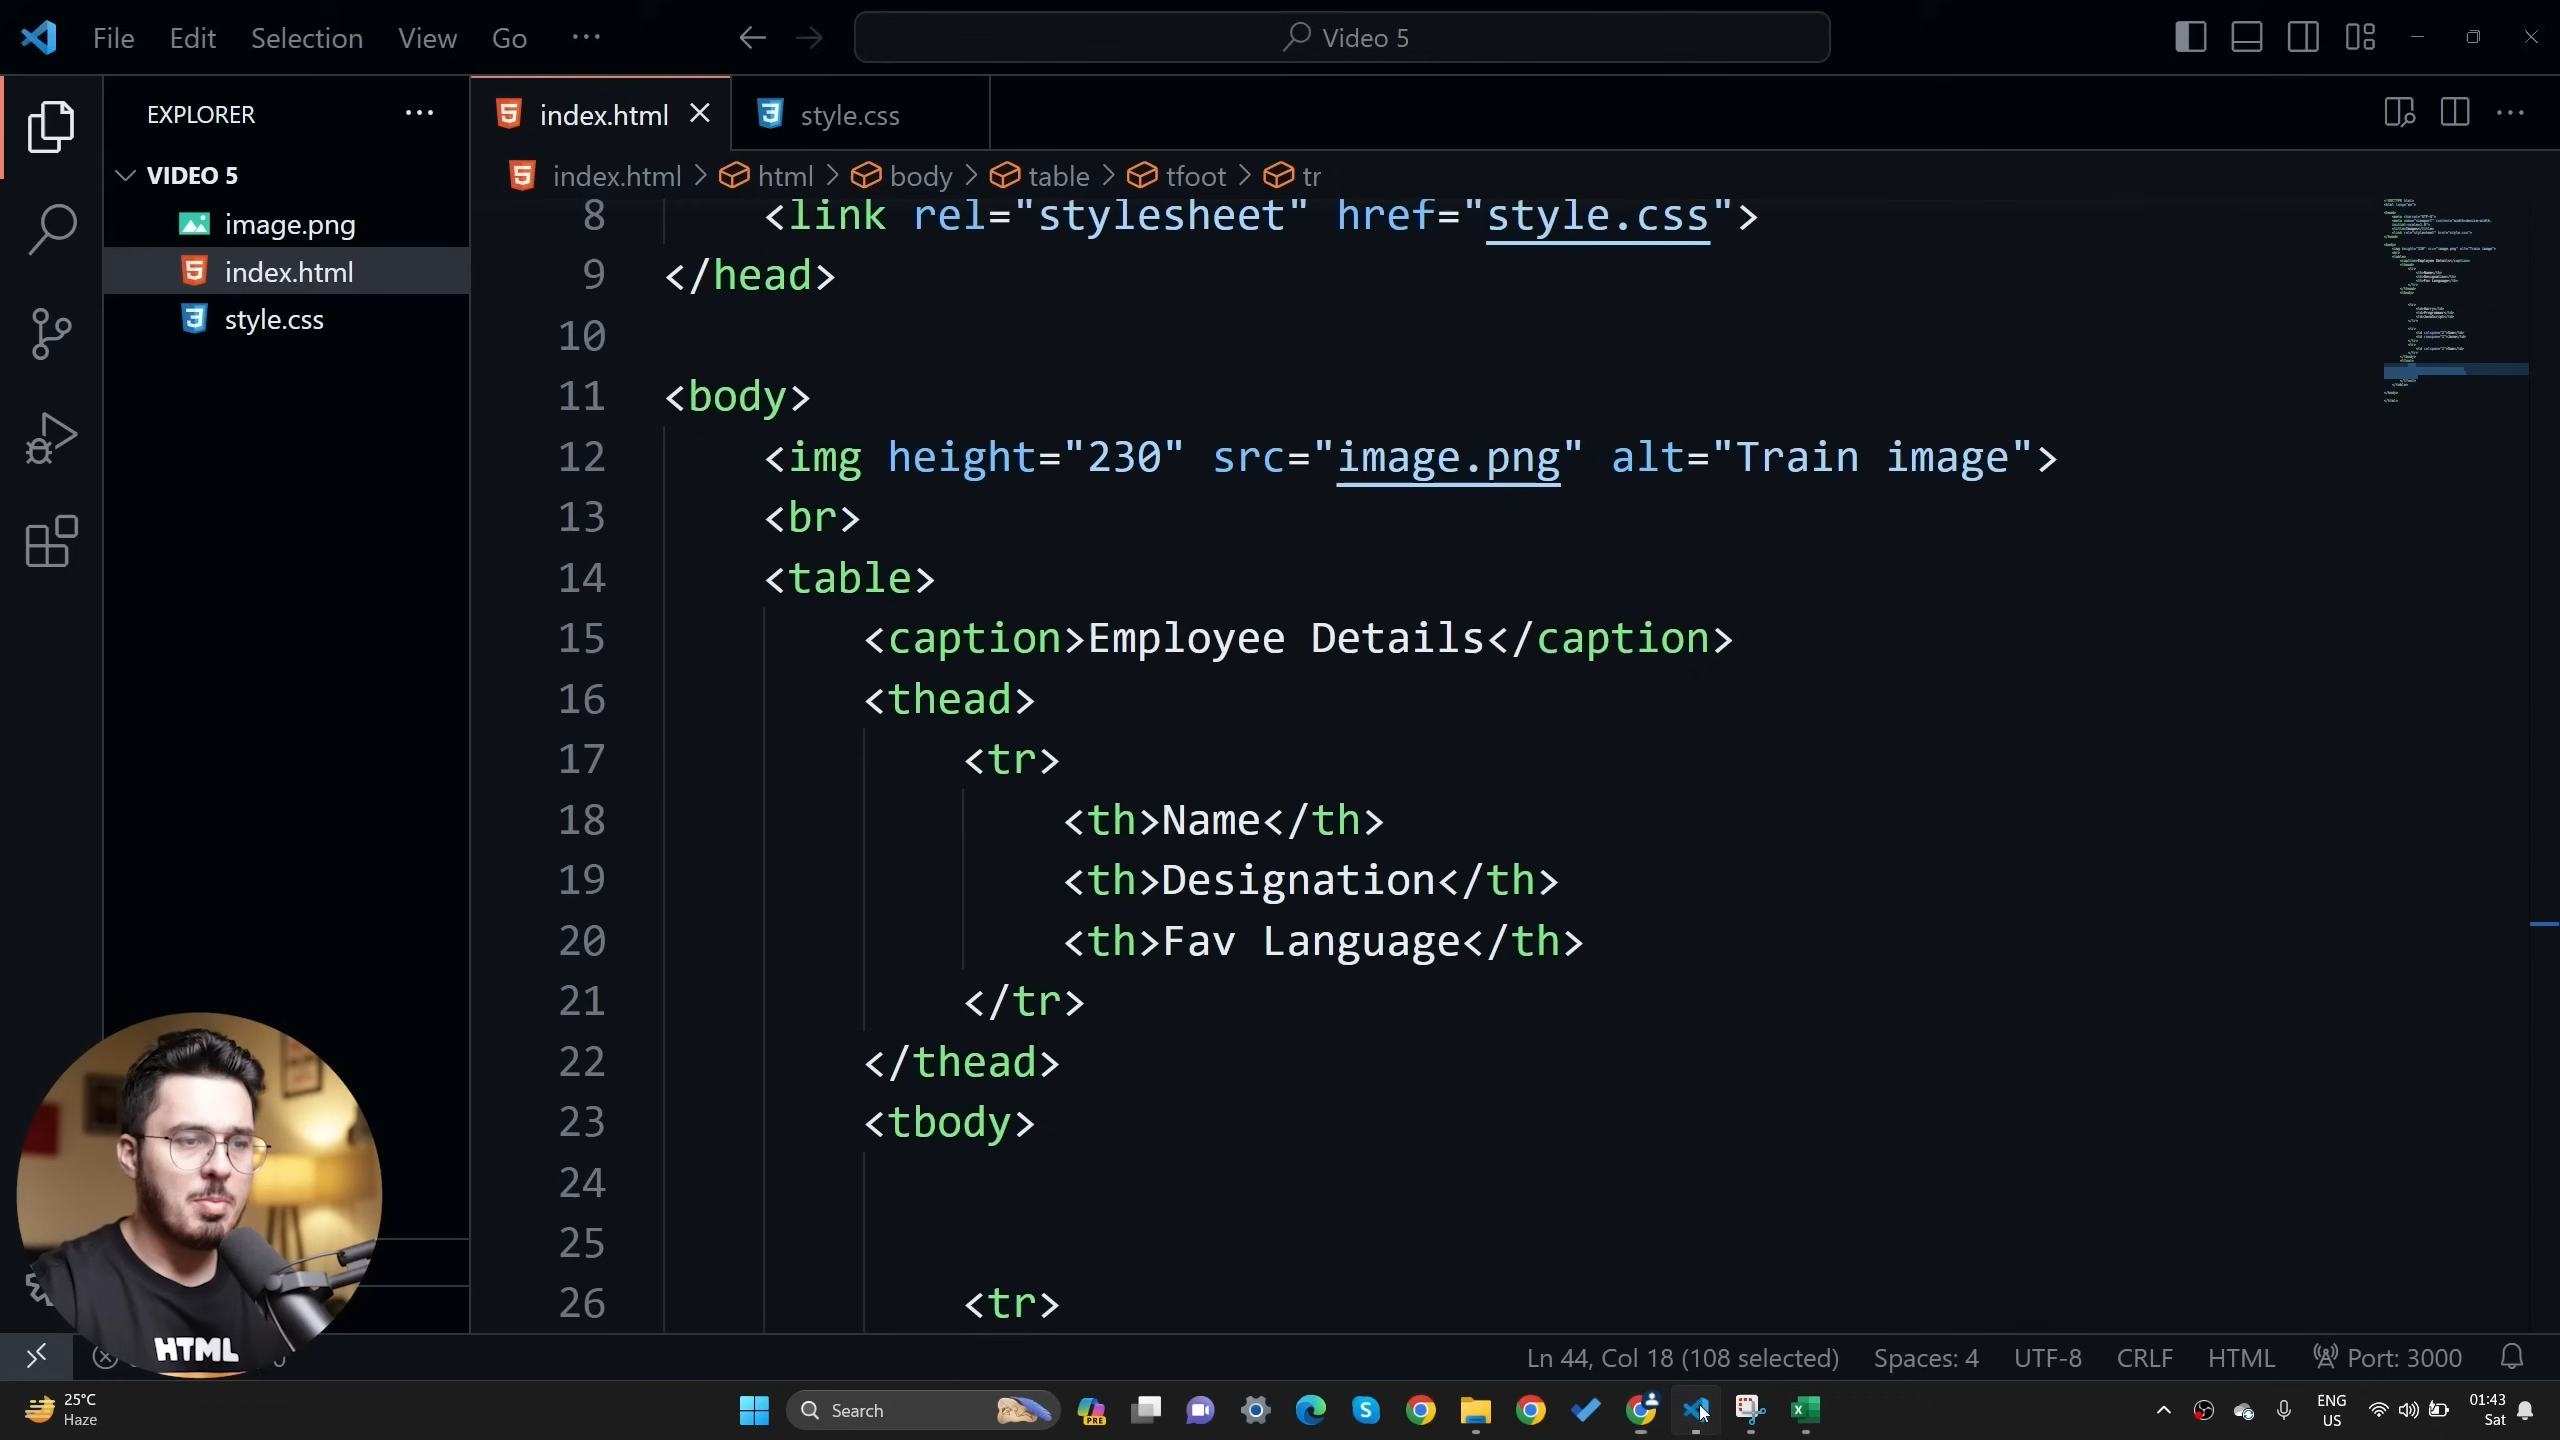 File Edit Selection View Go ··· Video 5
EXPLORER ···
VIDEO 5
image.png
index.html
style.css
index.html style.css
index.html > html > body > table > tfoot > tr
8 <link rel="stylesheet" href="style.css">
9 </head>
10
11 <body>
12 <img height="230" src="image.png" alt="Train image">
13 <br>
14 <table>
15 <caption>Employee Details</caption>
16 <thead>
17 <tr>
18 <th>Name</th>
19 <th>Designation</th>
20 <th>Fav Language</th>
21 </tr>
22 </thead>
23 <tbody>
24
25
26 <tr>
HTML
Ln 44, Col 18 (108 selected) Spaces: 4 UTF-8 CRLF HTML Port: 3000
25°C
Haze
Search
PRE
ENG
US
01:43
Sat